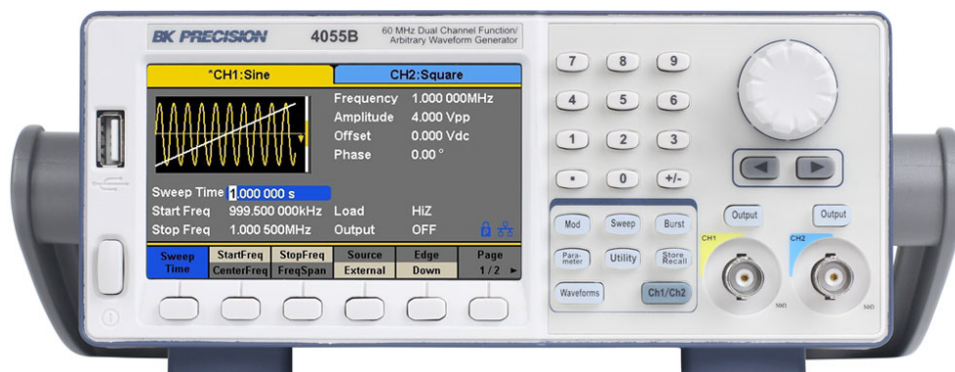 BK PRECISION 4055B 60 MHz Dual Channel Function/
Arbitrary Waveform Generator
*CH1:Sine CH2:Square
Frequency 1.000 000MHz
Amplitude 4.000 Vpp
Offset 0.000 Vdc
Phase 0.00 °
Sweep Time 1.000 000 s
Start Freq 999.500 000kHz Load HiZ
Stop Freq 1.000 500MHz Output OFF
Sweep Time
StartFreq CenterFreq
StopFreq FreqSpan
Source External
Edge Down
Page 1/2 ►
7 8 9
4 5 6
1 2 3
. 0 +/-
Mod Sweep Burst
Para-
meter
Utility
Store
Recall
Waveforms Ch1/Ch2
Output Output
CH1 CH2
50Ω 50Ω